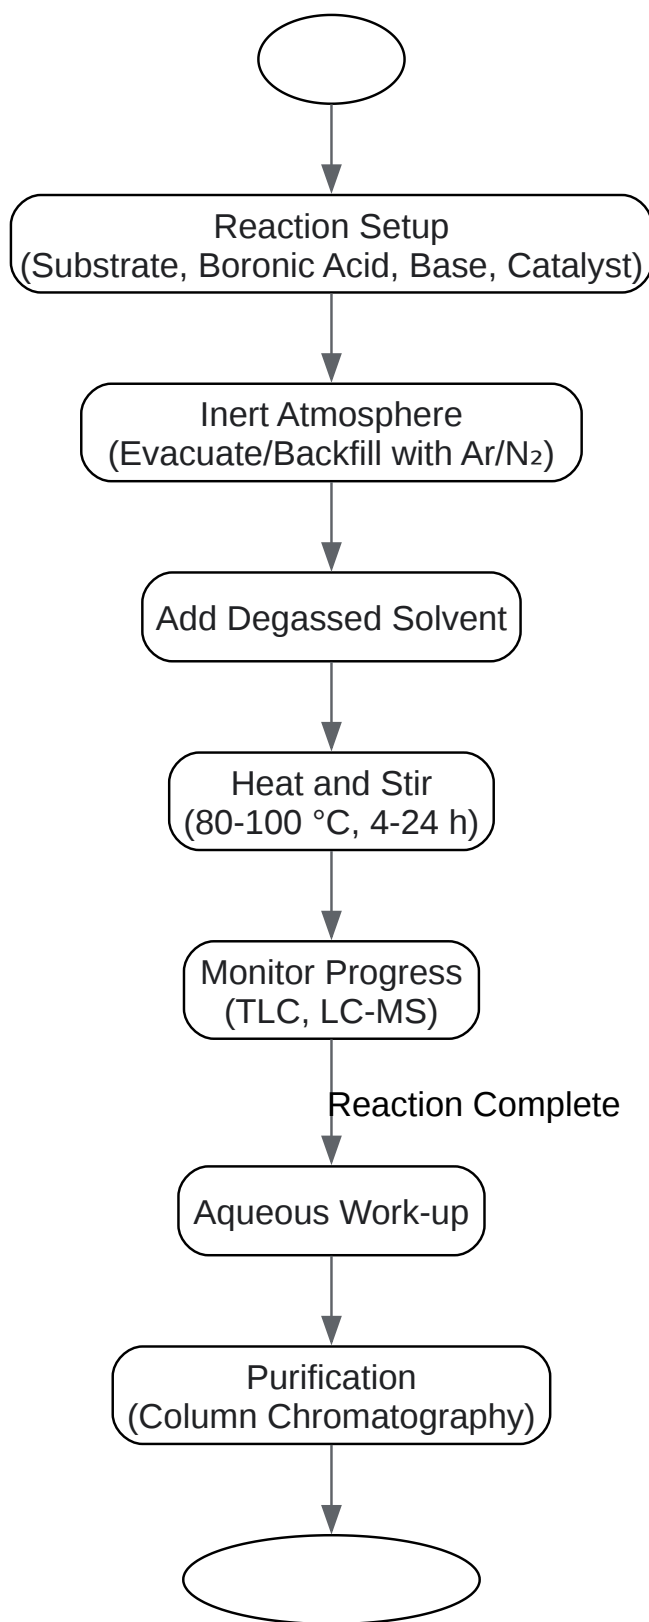 Reaction Setup
(Substrate, Boronic Acid, Base, Catalyst)
Inert Atmosphere
(Evacuate/Backfill with Ar/N₂)
Add Degassed Solvent
Heat and Stir
(80-100 °C, 4-24 h)
Monitor Progress
(TLC, LC-MS)
Reaction Complete
Aqueous Work-up
Purification
(Column Chromatography)